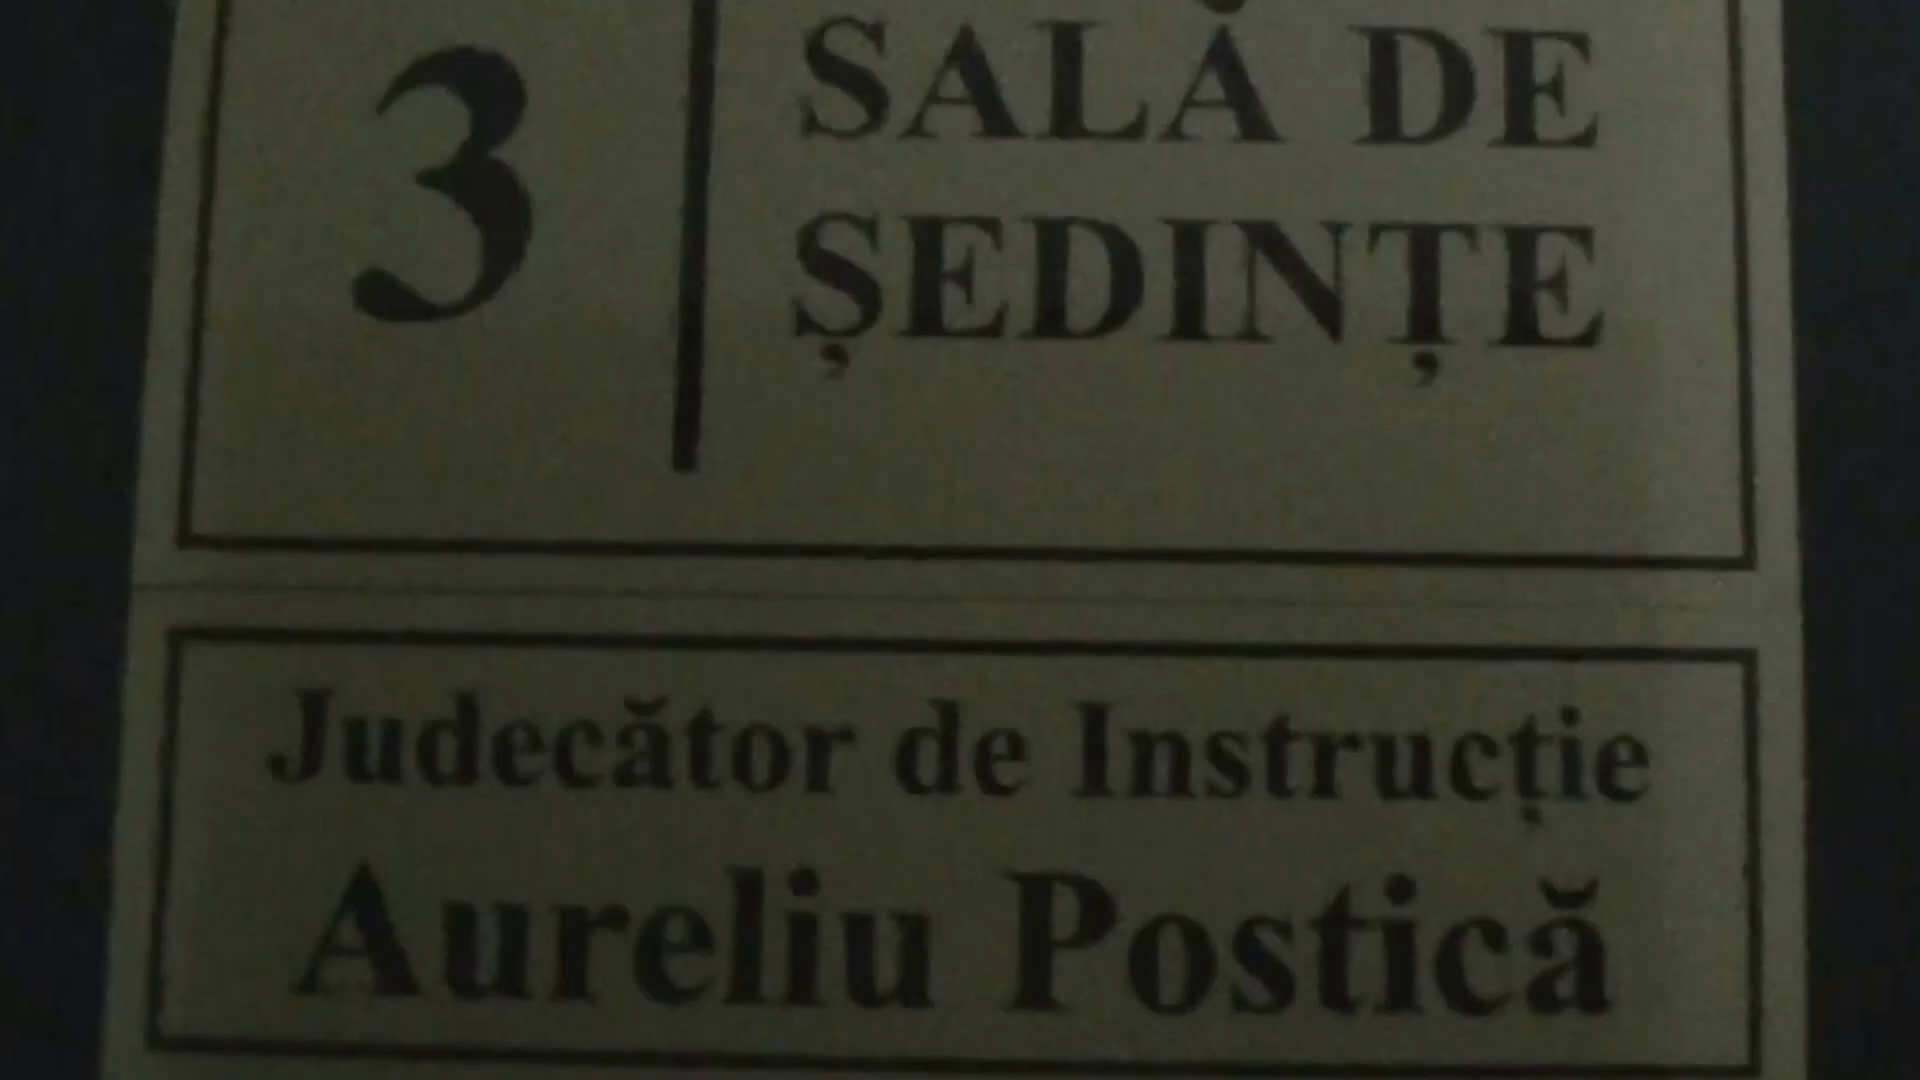 3
SALĂ DE
ȘEDINȚE
Judecător de Instrucție
Aureliu Postică